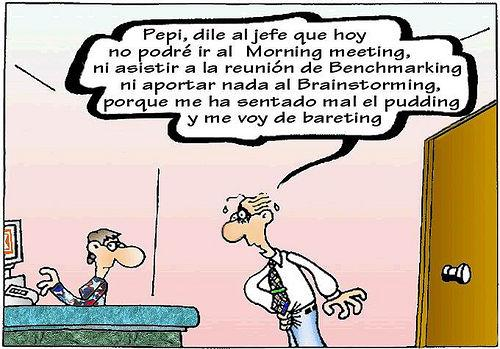 Pepi, dile al jefe que hoy
no podré ir al Morning meeting,
ni asistir a la reunión de Benchmarking
ni aportar nada al Brainstorming,
porque me ha sentado mal el pudding
y me voy de bareting